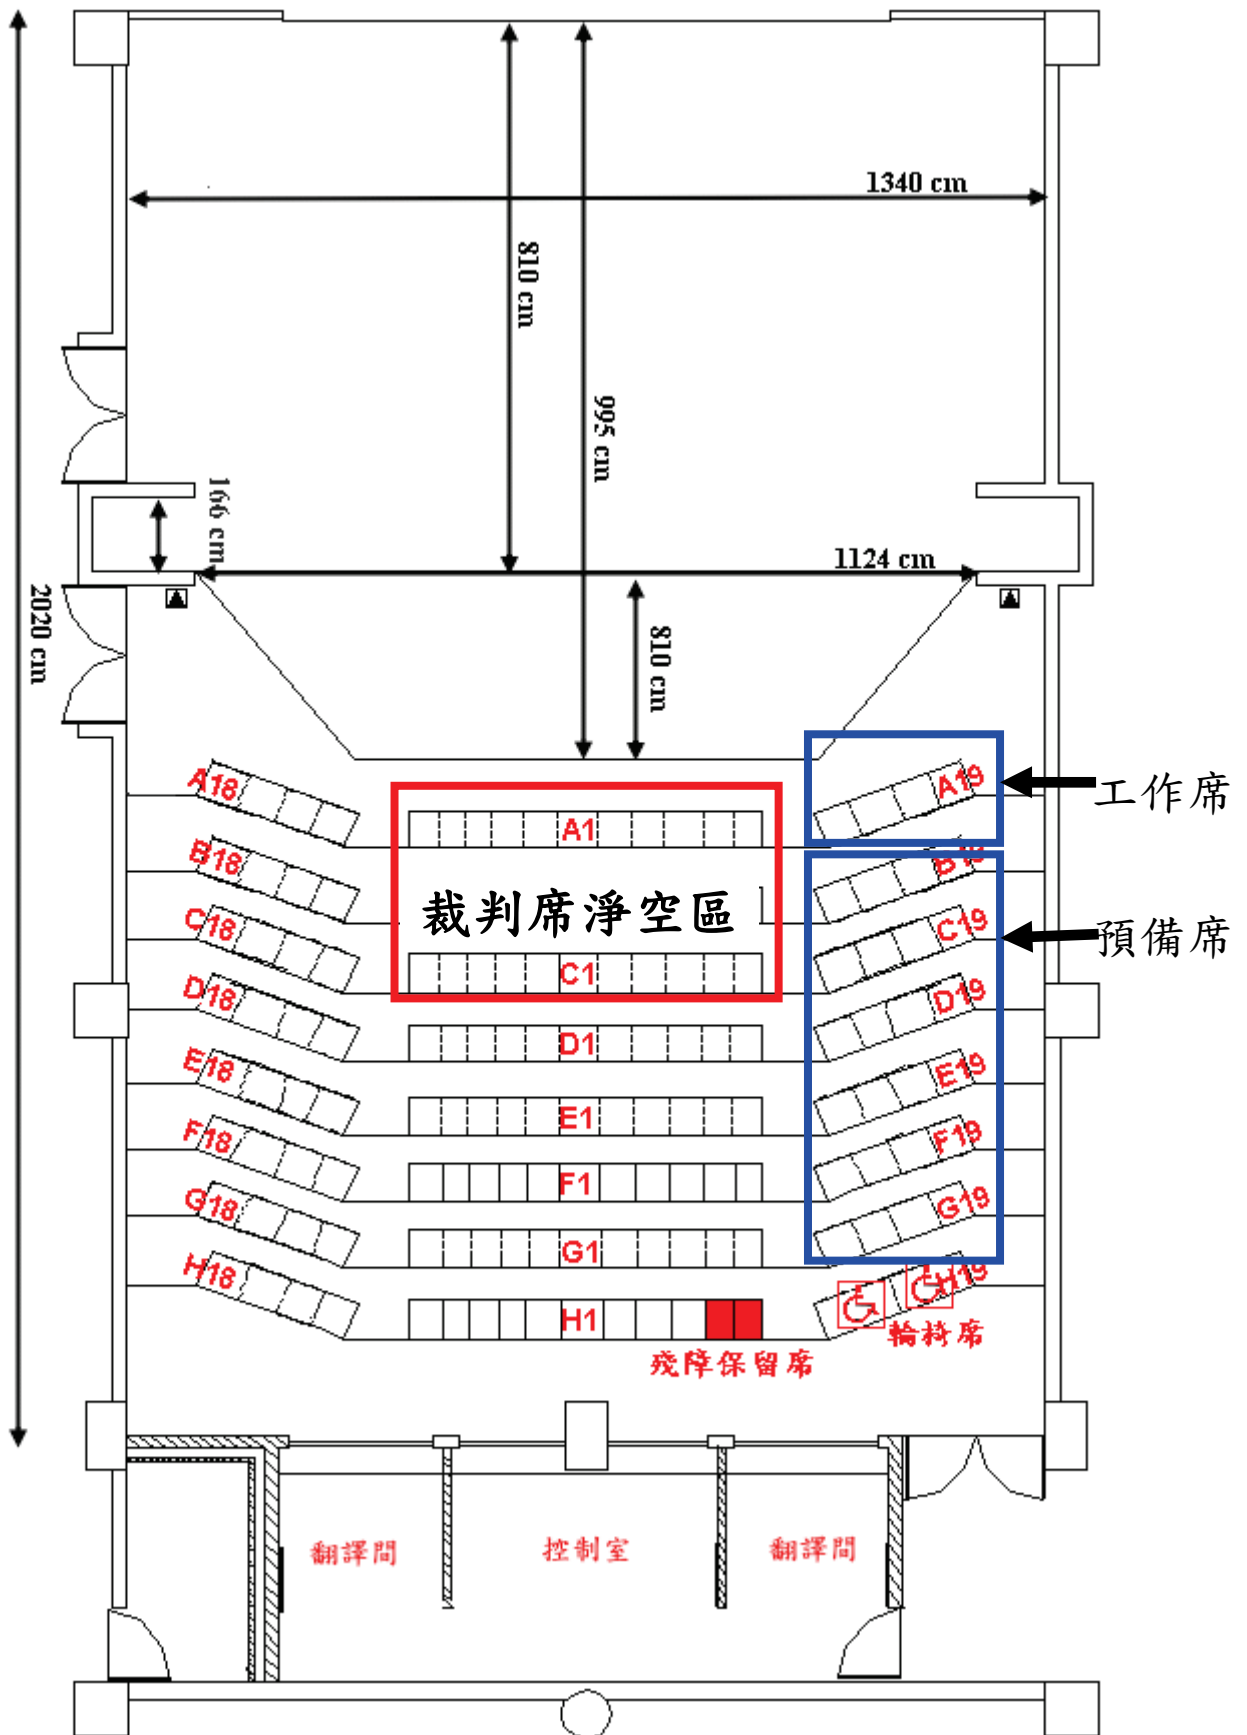 1340 cm
810 cm
995 cm
166 cm
1124 cm
2020 cm
810 cm
A18
A1
A19
工作席
B18
裁判席淨空區
B19
C18
C1
C19
預備席
D18
D1
D19
E18
E1
E19
F18
F1
F19
G18
G1
G19
H18
H1
H19
輪椅席
殘障保留席
翻譯間
控制室
翻譯間